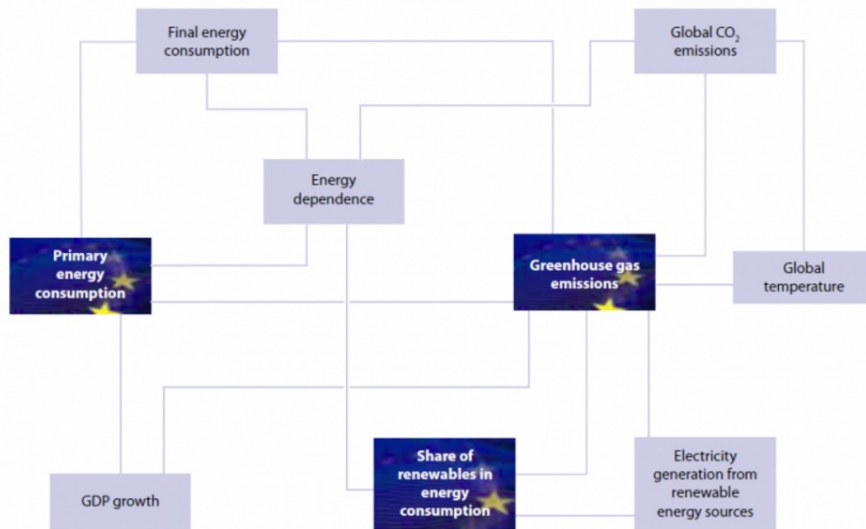 Final energy
consumption
Global CO₂
emissions
Energy
dependence
Primary
energy
consumption
Greenhouse gas
emissions
Global
temperature
GDP growth
Share of
renewables in
energy
consumption
Electricity
generation from
renewable
energy sources